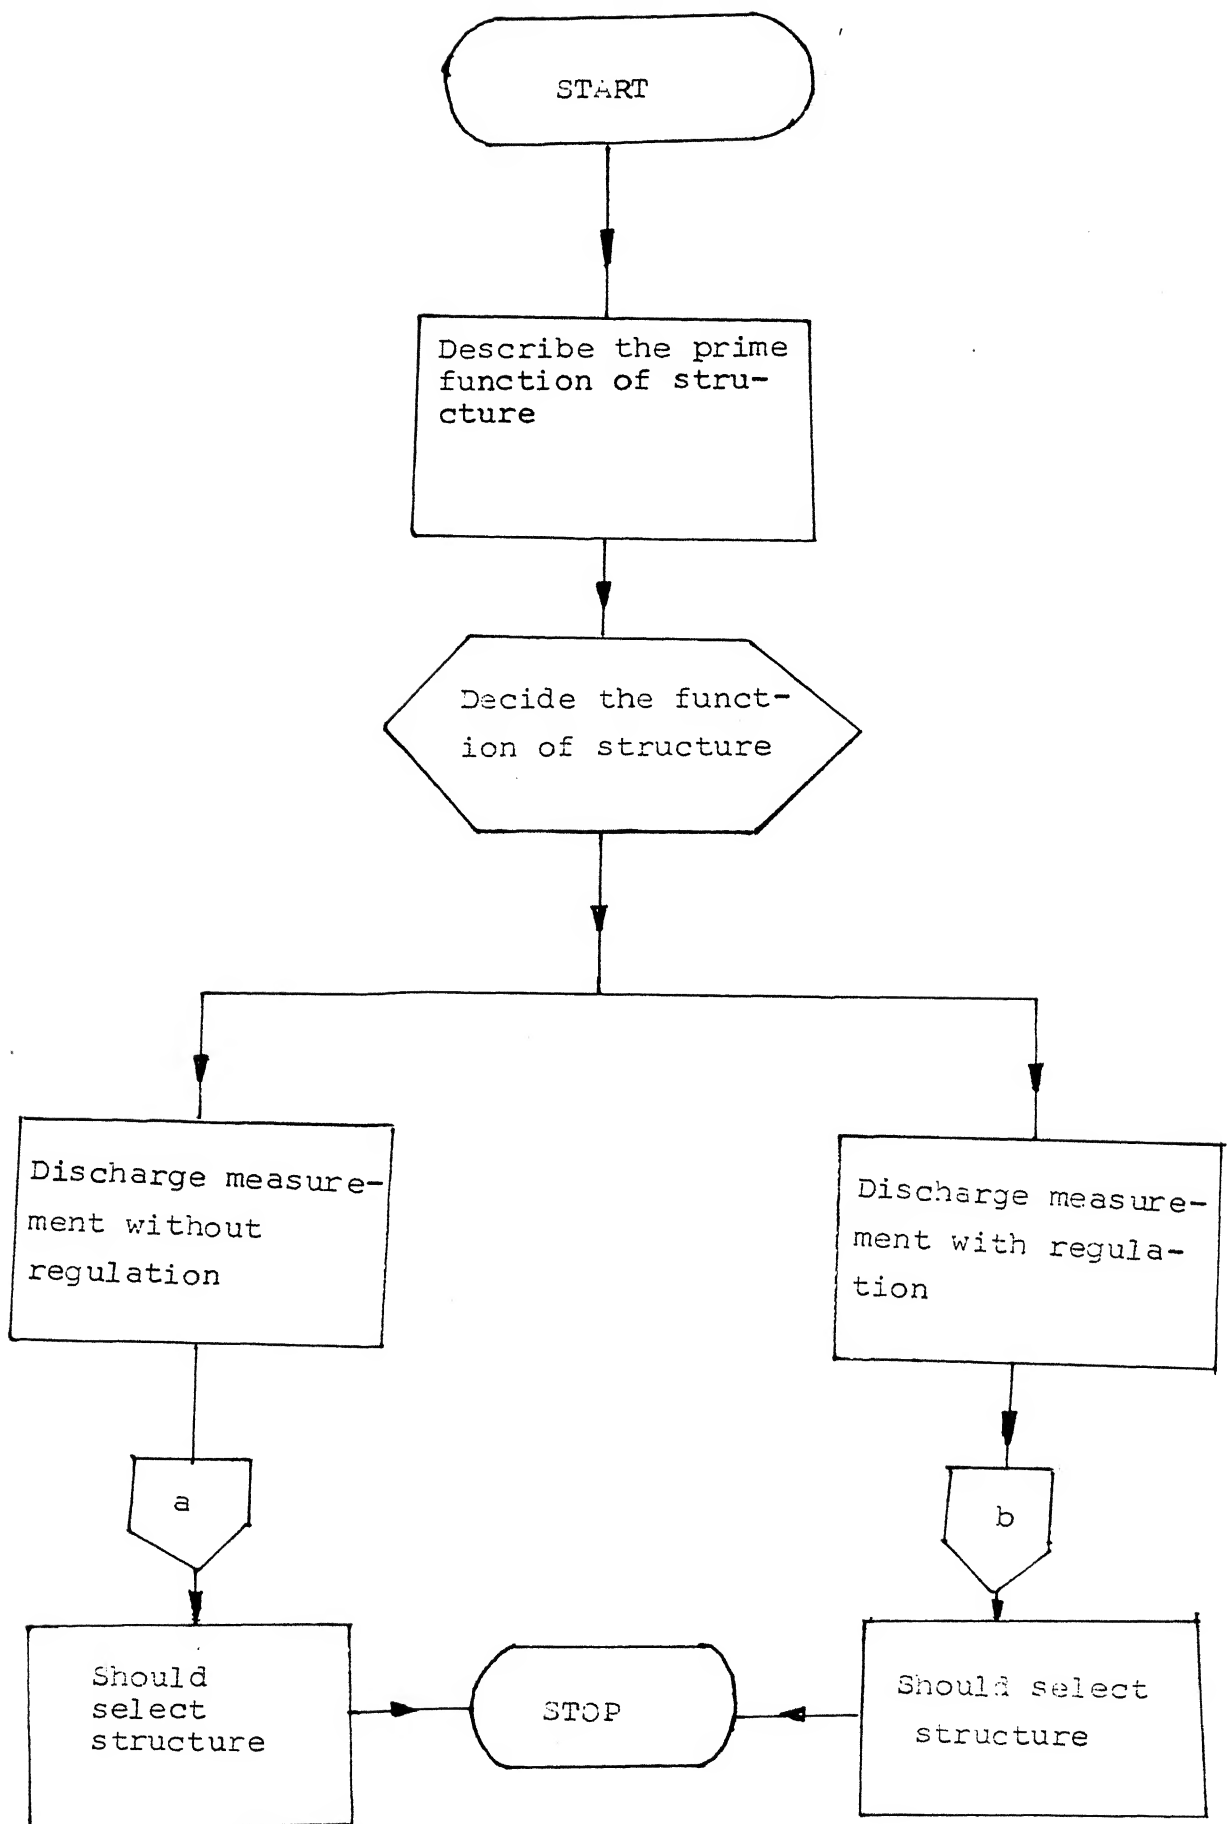 START
Describe the prime
function of stru-
cture
Decide the funct-
ion of structure
Discharge measure-
ment without
regulation
Discharge measure-
ment with regula-
tion
a
b
Should
select
structure
STOP
Should select
structure